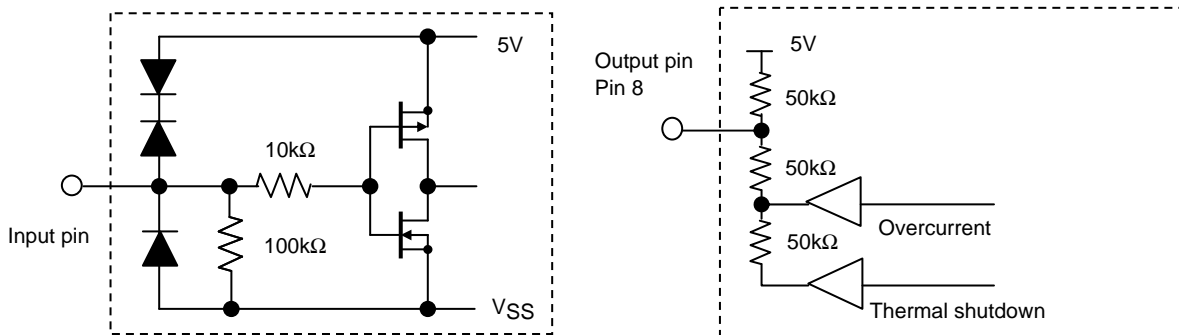 5V
10kΩ
Input pin
100kΩ
VSS
Output pin
Pin 8
5V
50kΩ
50kΩ
Overcurrent
50kΩ
Thermal shutdown